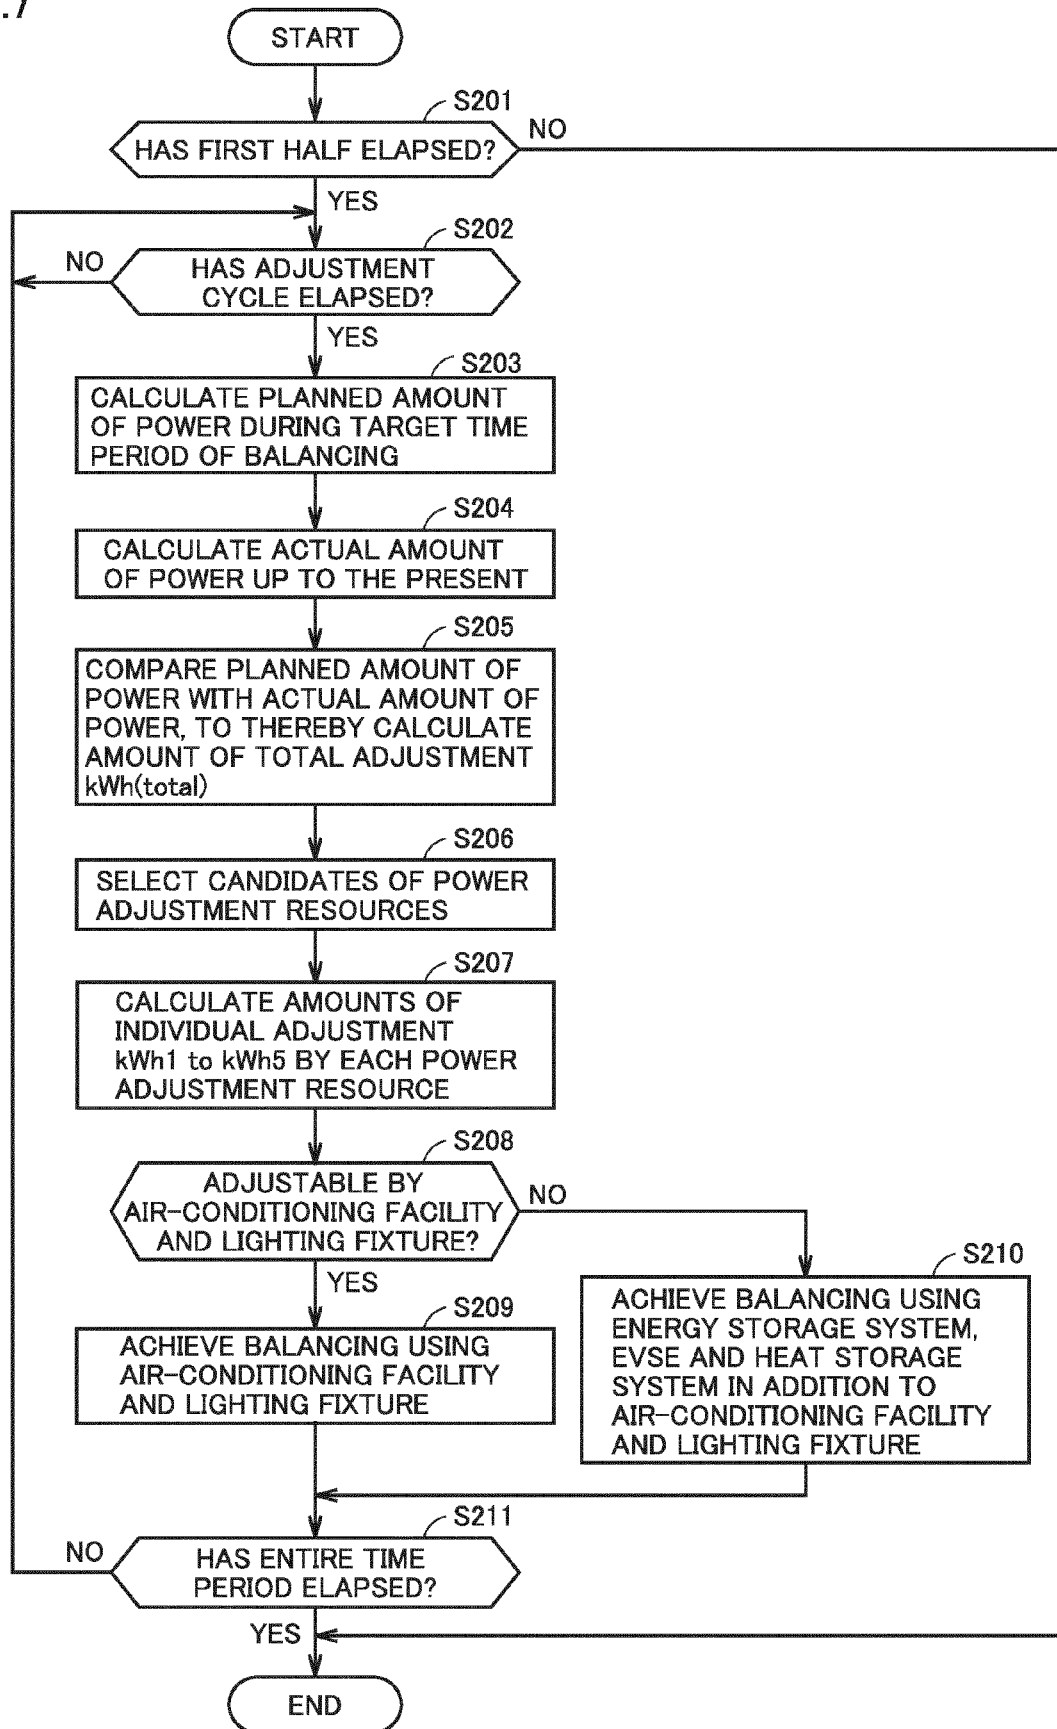 .7
START
S201
HAS FIRST HALF ELAPSED?
NO
YES
S202
NO
HAS ADJUSTMENT
CYCLE ELAPSED?
YES
S203
CALCULATE PLANNED AMOUNT
OF POWER DURING TARGET TIME
PERIOD OF BALANCING
S204
CALCULATE ACTUAL AMOUNT
OF POWER UP TO THE PRESENT
S205
COMPARE PLANNED AMOUNT OF
POWER WITH ACTUAL AMOUNT OF
POWER, TO THEREBY CALCULATE
AMOUNT OF TOTAL ADJUSTMENT
kWh(total)
S206
SELECT CANDIDATES OF POWER
ADJUSTMENT RESOURCES
S207
CALCULATE AMOUNTS OF
INDIVIDUAL ADJUSTMENT
kWh1 to kWh5 BY EACH POWER
ADJUSTMENT RESOURCE
S208
ADJUSTABLE BY
AIR-CONDITIONING FACILITY
AND LIGHTING FIXTURE?
NO
YES
S209
ACHIEVE BALANCING USING
AIR-CONDITIONING FACILITY
AND LIGHTING FIXTURE
S210
ACHIEVE BALANCING USING
ENERGY STORAGE SYSTEM,
EVSE AND HEAT STORAGE
SYSTEM IN ADDITION TO
AIR-CONDITIONING FACILITY
AND LIGHTING FIXTURE
S211
NO
HAS ENTIRE TIME
PERIOD ELAPSED?
YES
END